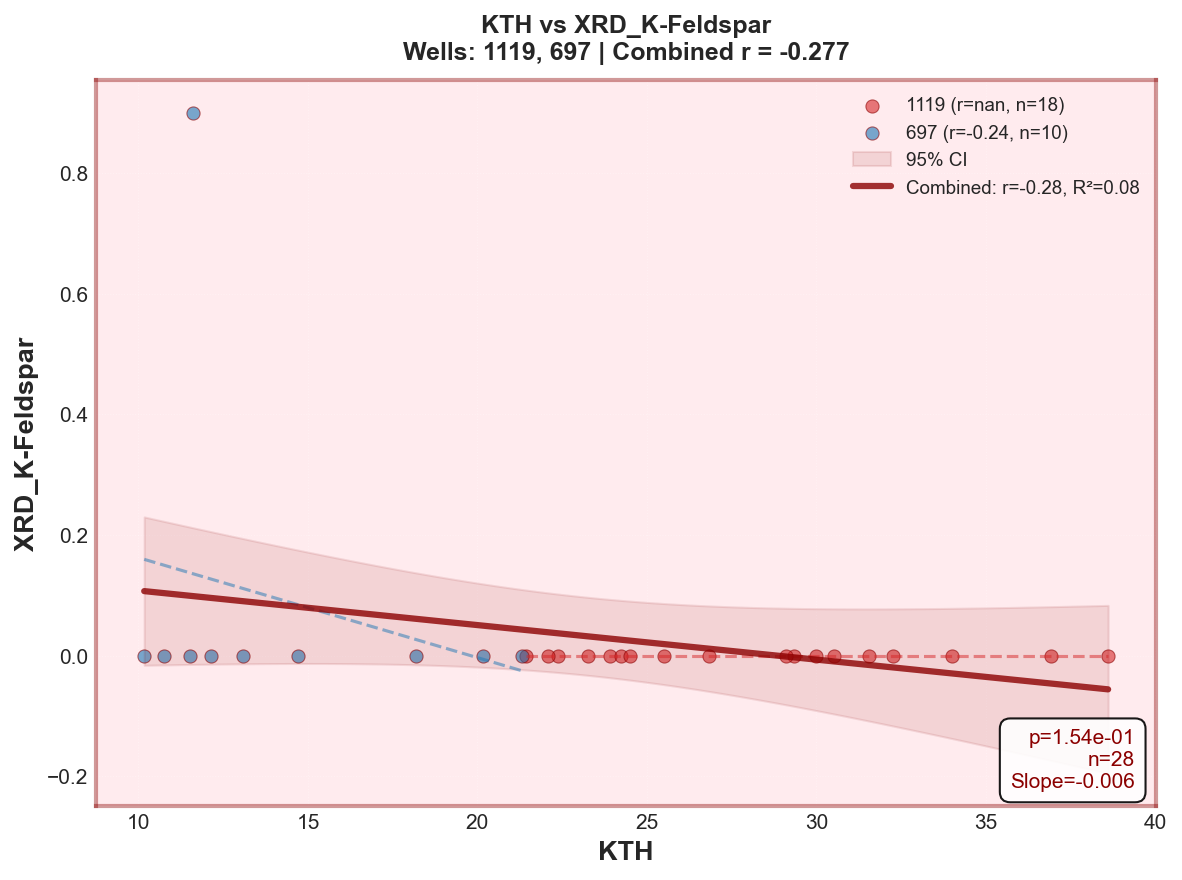 KTH vs XRD_K-Feldspar
Wells: 1119, 697 | Combined r = -0.277
1119 (r=nan, n=18)
697 (r=-0.24, n=10)
95% CI
Combined: r=-0.28, R²=0.08
XRD_K-Feldspar
0.8
0.6
0.4
0.2
0.0
−0.2
p=1.54e-01
n=28
Slope=-0.006
10
15
20
25
30
35
40
KTH